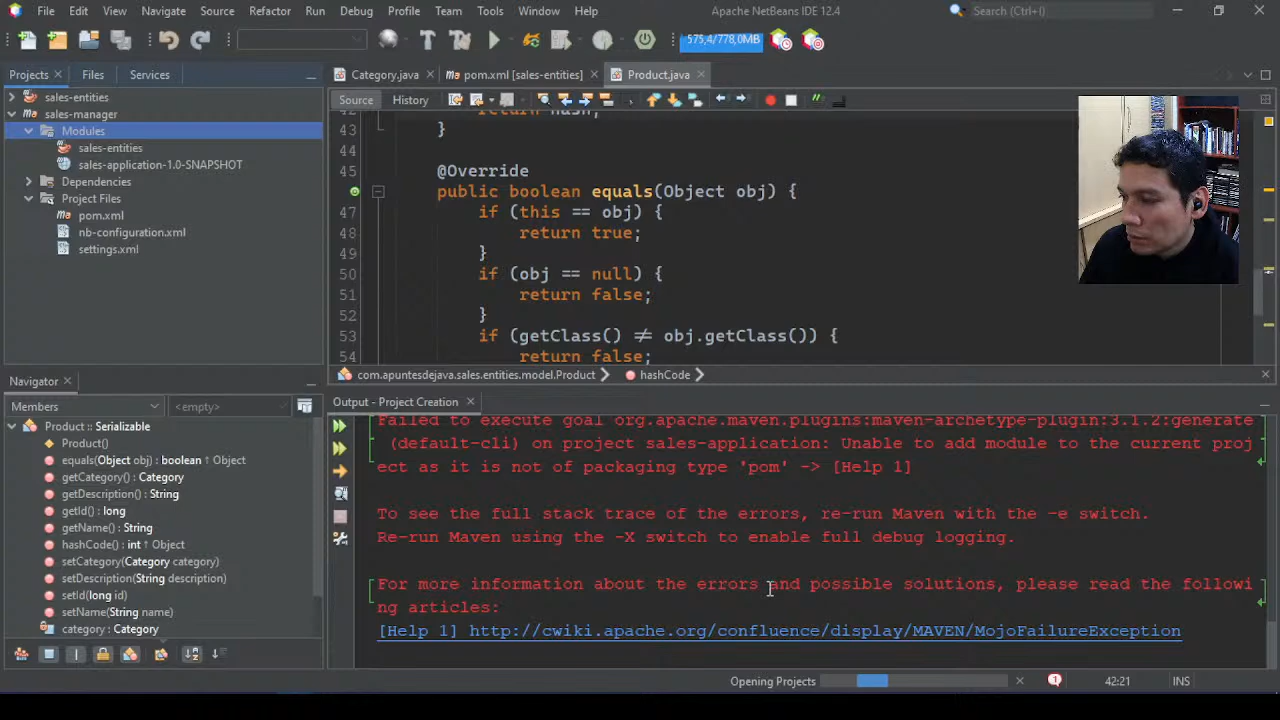 File Edit View Navigate Source Refactor Run Debug Profile Team Tools Window Help Apache NetBeans IDE 12.4 Search (Ctrl+I)
575,4/778,0MB
Projects Files Services
Category.java pom.xml [sales-entities] Product.java
sales-entities
sales-manager
Modules
sales-entities
sales-application-1.0-SNAPSHOT
Dependencies
Project Files
pom.xml
nb-configuration.xml
settings.xml
Source History
return hash;
43 }
44
45 @Override
public boolean equals(Object obj) {
47 if (this == obj) {
48 return true;
49 }
50 if (obj == null) {
51 return false;
52 }
53 if (getClass() ≠ obj.getClass()) {
54 return false;
com.apuntesdejava.sales.entities.model.Product hashCode
Navigator
Members <empty>
Product :: Serializable
Product()
equals(Object obj) : boolean ↑ Object
getCategory() : Category
getDescription() : String
getId() : long
getName() : String
hashCode() : int ↑ Object
setCategory(Category category)
setDescription(String description)
setId(long id)
setName(String name)
category : Category
Output - Project Creation
Failed to execute goal org.apache.maven.plugins:maven-archetype-plugin:3.1.2:generate
(default-cli) on project sales-application: Unable to add module to the current proj
ect as it is not of packaging type 'pom' -> [Help 1]
To see the full stack trace of the errors, re-run Maven with the -e switch.
Re-run Maven using the -X switch to enable full debug logging.
For more information about the errors and possible solutions, please read the followi
ng articles:
[Help 1] http://cwiki.apache.org/confluence/display/MAVEN/MojoFailureException
Opening Projects 1 42:21 INS